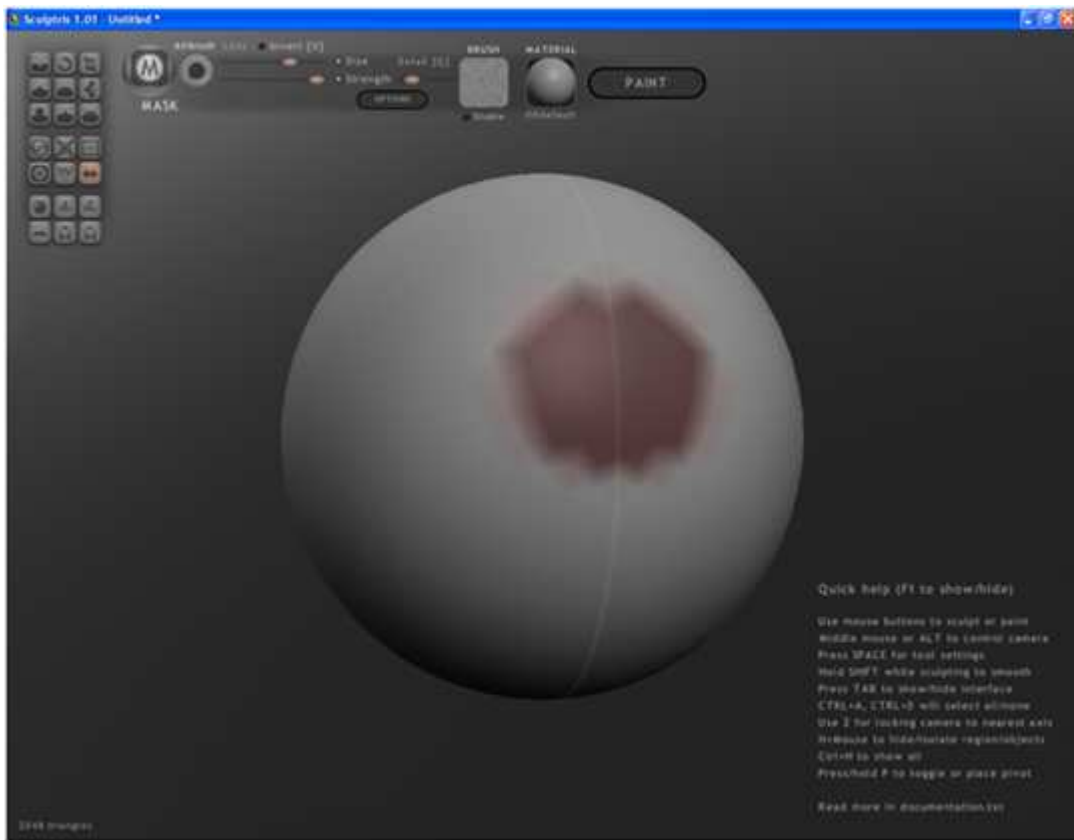 Sculptris 1.01 - Untitled *
Invert [X]
BRUSH
MATERIAL
Size
Detail [E]
Strength
OPTIONS
PAINT
MASK
Enable
Quick help (F1 to show/hide)
Use mouse buttons to sculpt or paint
Middle mouse or ALT to control camera
Press SPACE for tool settings
Hold SHIFT while sculpting to smooth
Press TAB to show/hide interface
CTRL+A, CTRL+D will select all/none
Use Z for locking camera to nearest axis
H+Mouse to hide/isolate region/objects
Ctrl+H to show all
Press/hold P to toggle or place pivot
Read more in documentation.txt
triangles